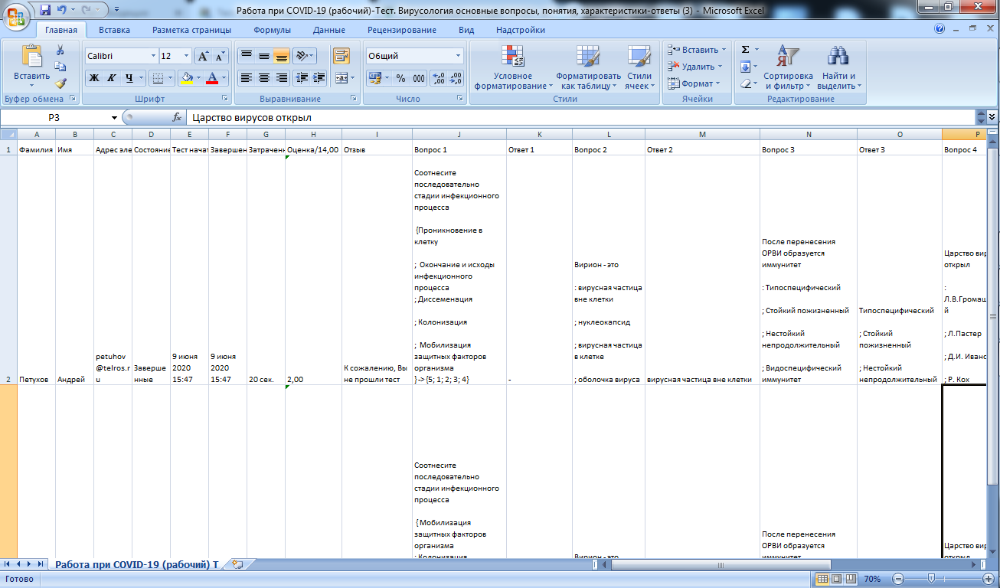 Работа при COVID-19 (рабочий)-Тест. Вирусология: основные вопросы, понятия, характеристики-ответы (3) - Microsoft Excel
Главная Вставка Разметка страницы Формулы Данные Рецензирование Вид Надстройки
Вставить
Буфер обмена
Calibri 12
Ж К Ч
Шрифт
Выравнивание
Общий
% 000
Число
Условное форматирование
Форматировать как таблицу
Стили ячеек
Стили
Вставить
Удалить
Формат
Ячейки
Сортировка и фильтр
Найти и выделить
Редактирование
P3
fx
Царство вирусов открыл
A B C D E F G H I J K L M N O P
1 Фамилия Имя Адрес эле Состояние Тест начат Завершен Затрачено Оценка/14,00 Отзыв Вопрос 1 Ответ 1 Вопрос 2 Ответ 2 Вопрос 3 Ответ 3 Вопрос 4
2
Петухов
Андрей
petuhov
@telros.r
u
Заверше
нные
9 июня
2020
15:47
9 июня
2020
15:47
20 сек.
2,00
К сожалению, Вы
не прошли тест
Соотнесите
последовательно
стадии инфекционного
процесса
{Проникновение в
клетку
; Окончание и исходы
инфекционного
процесса
; Диссеменация
; Колонизация
; Мобилизация
защитных факторов
организма
} -> {5; 1; 2; 3; 4}
-
Вирион - это
: вирусная частица
вне клетки
; нуклеокапсид
; вирусная частица
в клетке
; оболочка вируса
вирусная частица вне клетки
После перенесения
ОРВИ образуется
иммунитет
: Типоспецифический
; Стойкий пожизненный
; Нестойкий
непродолжительный
; Видоспецифический
иммунитет
Типоспецифический
; Стойкий
пожизненный
; Нестойкий
непродолжительный
Царство вир
открыл
:
Л.В.Громаш
й
; Л.Пастер
; Д.И. Иванс
; Р. Кох
Соотнесите
последовательно
стадии инфекционного
процесса
{ Мобилизация
защитных факторов
организма
; Колонизация
Вирион - это
После перенесения
ОРВИ образуется
иммунитет
Царство вир
открыл
Работа при COVID-19 (рабочий) Т
Готово
70%